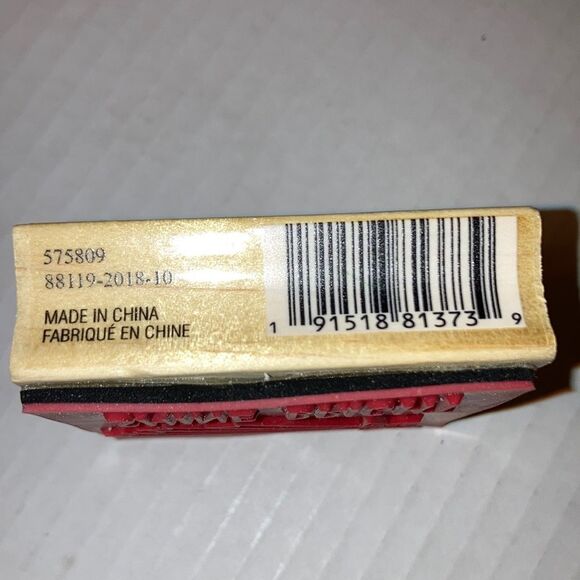 575809
88119-2018-10
MADE IN CHINA
FABRIQUÉ EN CHINE
1 91518 81373 9